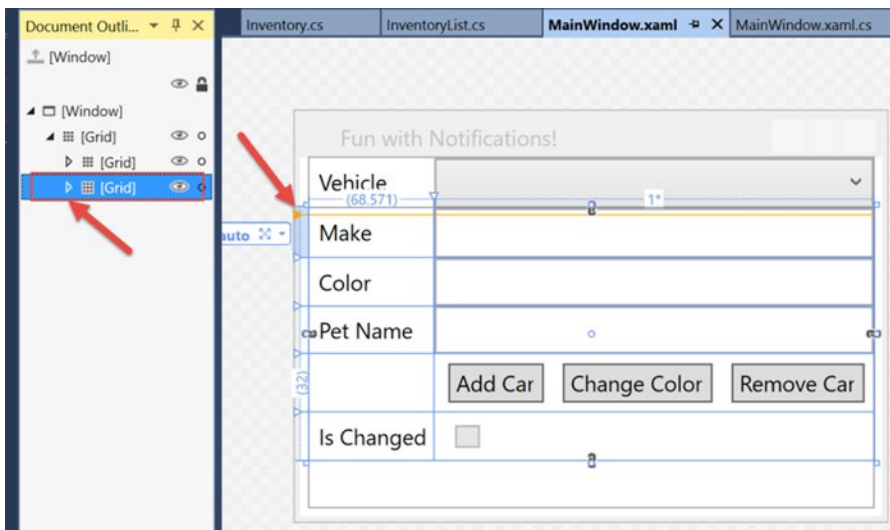 Document Outli...
Inventory.cs
InventoryList.cs
MainWindow.xaml
MainWindow.xaml.cs
[Window]
[Window]
[Grid]
[Grid]
[Grid]
Fun with Notifications!
Vehicle
(68.571)
1*
auto
Make
Color
Pet Name
(32)
Add Car
Change Color
Remove Car
Is Changed